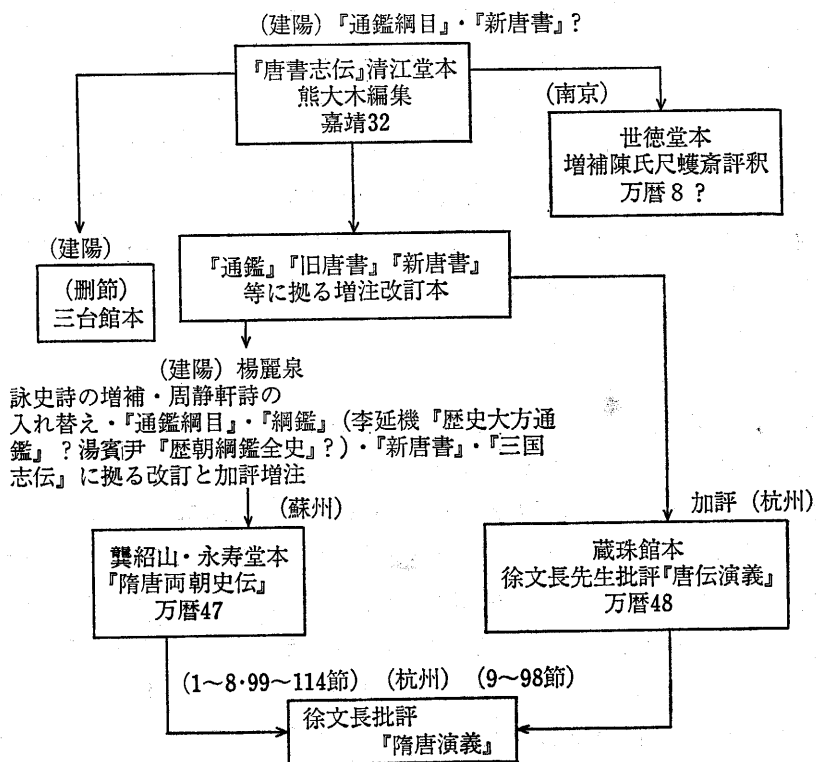 (建陽)『通鑑綱目』・『新唐書』?
『唐書志伝』清江堂本
熊大木編集
嘉靖32
(南京)
世徳堂本
増補陳氏尺蠖斎評釈
万暦8?
(建陽)
(刪節)
三台館本
『通鑑』『旧唐書』『新唐書』
等に拠る増注改訂本
(建陽)楊麗泉
詠史詩の増補・周静軒詩の
入れ替え・『通鑑綱目』・『綱鑑』(李延機『歴史大方通
鑑』?湯賓尹『歴朝綱鑑全史』?)・『新唐書』・『三国
志伝』に拠る改訂と加評増注
(蘇州)
加評(杭州)
龔紹山・永寿堂本
『隋唐両朝史伝』
万暦47
蔵珠館本
徐文長先生批評『唐伝演義』
万暦48
(1〜8・99〜114節)(杭州)(9〜98節)
徐文長批評
『隋唐演義』